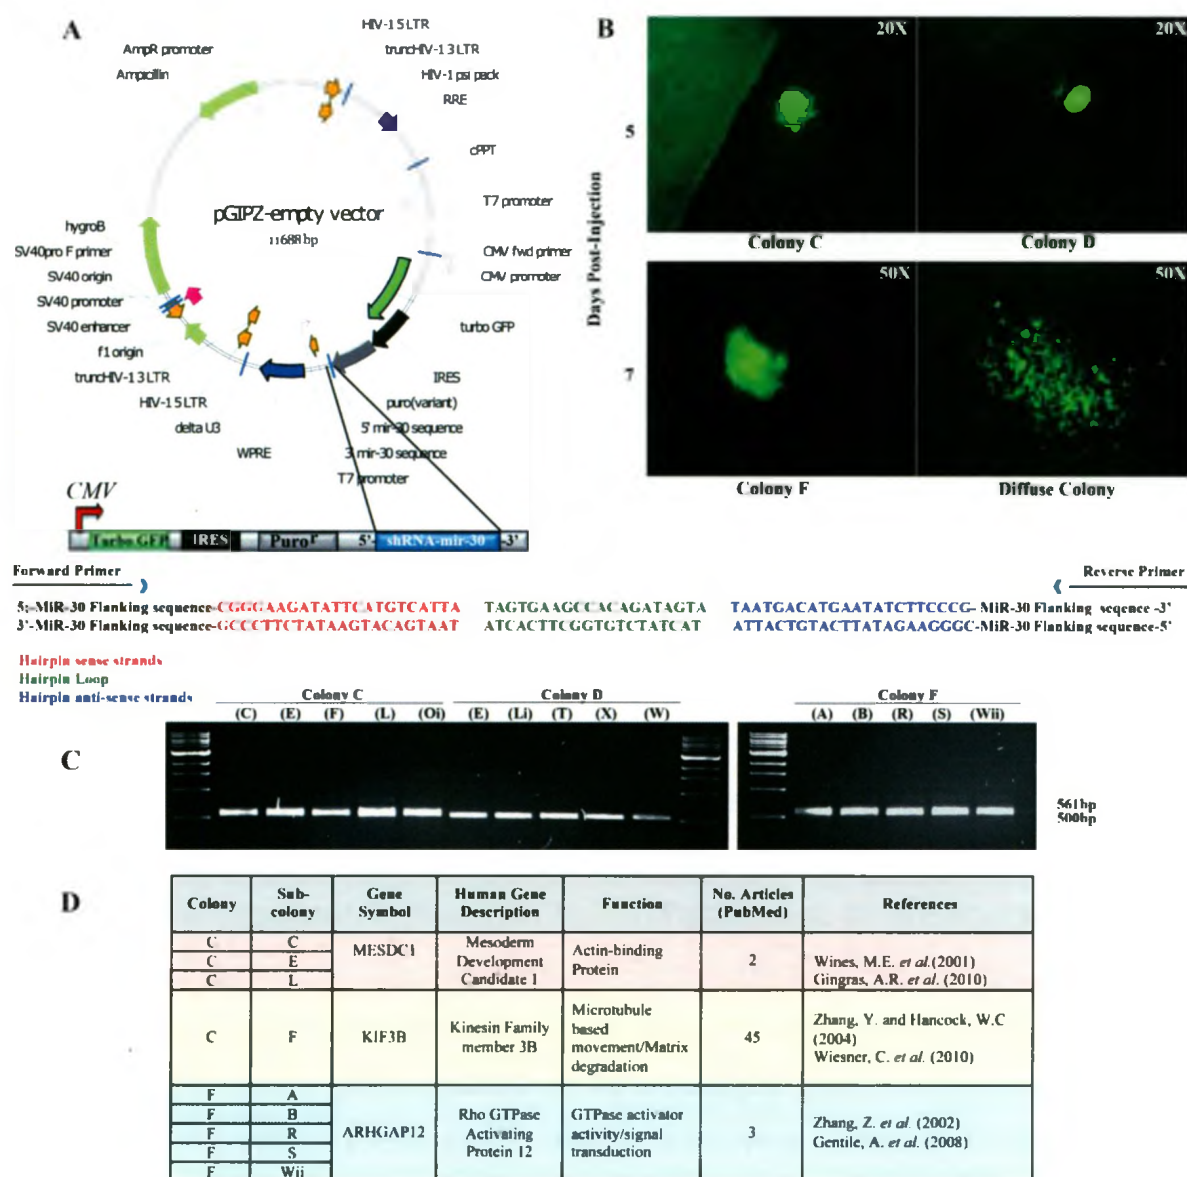 A
HIV-1 5 LTR
truncHIV-1 3 LTR
HIV-1 psi pack
RRE
cPPT
T7 promoter
CMV fwd primer
CMV promoter
turbo GFP
IRES
puro(variant)
5' mir-30 sequence
3 mir-30 sequence
T7 promoter
WPRE
delta U3
HIV-1 5 LTR
truncHIV-1 3 LTR
f1 origin
SV40 enhancer
SV40 promoter
SV40 origin
SV40pro F primer
hygroB
Ampicillin
AmpR promoter
pGIPZ-empty vector
11688 bp
CMV
Turbo GFP IRES Puroʳ 5'- shRNA-mir-30 -3'
B
Days Post-Injection
5
7
20X
20X
Colony C
Colony D
50X
50X
Colony F
Diffuse Colony
Forward Primer
Reverse Primer
5;-MiR-30 Flanking sequence-CGGGAAGATATTCATGTCATTA TAGTGAAGCCACAGATAGTA TAATGACATGAATATCTTCCCG- MiR-30 Flanking seqence -3'
3'-MiR-30 Flanking sequence-GCCCTTCTATAAGTACAGTAAT ATCACTTCGGTGTCTATCAT ATTACTGTACTTATAGAAGGGC-MiR-30 Flanking sequence-5'
Hairpin sense strands
Hairpin Loop
Hairpin anti-sense strands
C
Colony C
Colony D
Colony F
(C) (E) (F) (L) (Oi) (E) (Li) (T) (X) (W) (A) (B) (R) (S) (Wii)
561bp
500bp
D
Colony Sub-colony Gene Symbol Human Gene Description Function No. Articles (PubMed) References
C C
C E
C L
MESDC1
Mesoderm
Development
Candidate 1
Actin-binding
Protein
2
Wines, M.E. et al.(2001)
Gingras, A.R. et al. (2010)
C F KIF3B
Kinesin Family
member 3B
Microtubule
based
movement/Matrix
degradation
45
Zhang, Y. and Hancock, W.C
(2004)
Wiesner, C. et al. (2010)
F A
F B
F R
F S
F Wii
ARHGAP12
Rho GTPase
Activating
Protein 12
GTPase activator
activity/signal
transduction
3
Zhang, Z. et al. (2002)
Gentile, A. et al. (2008)